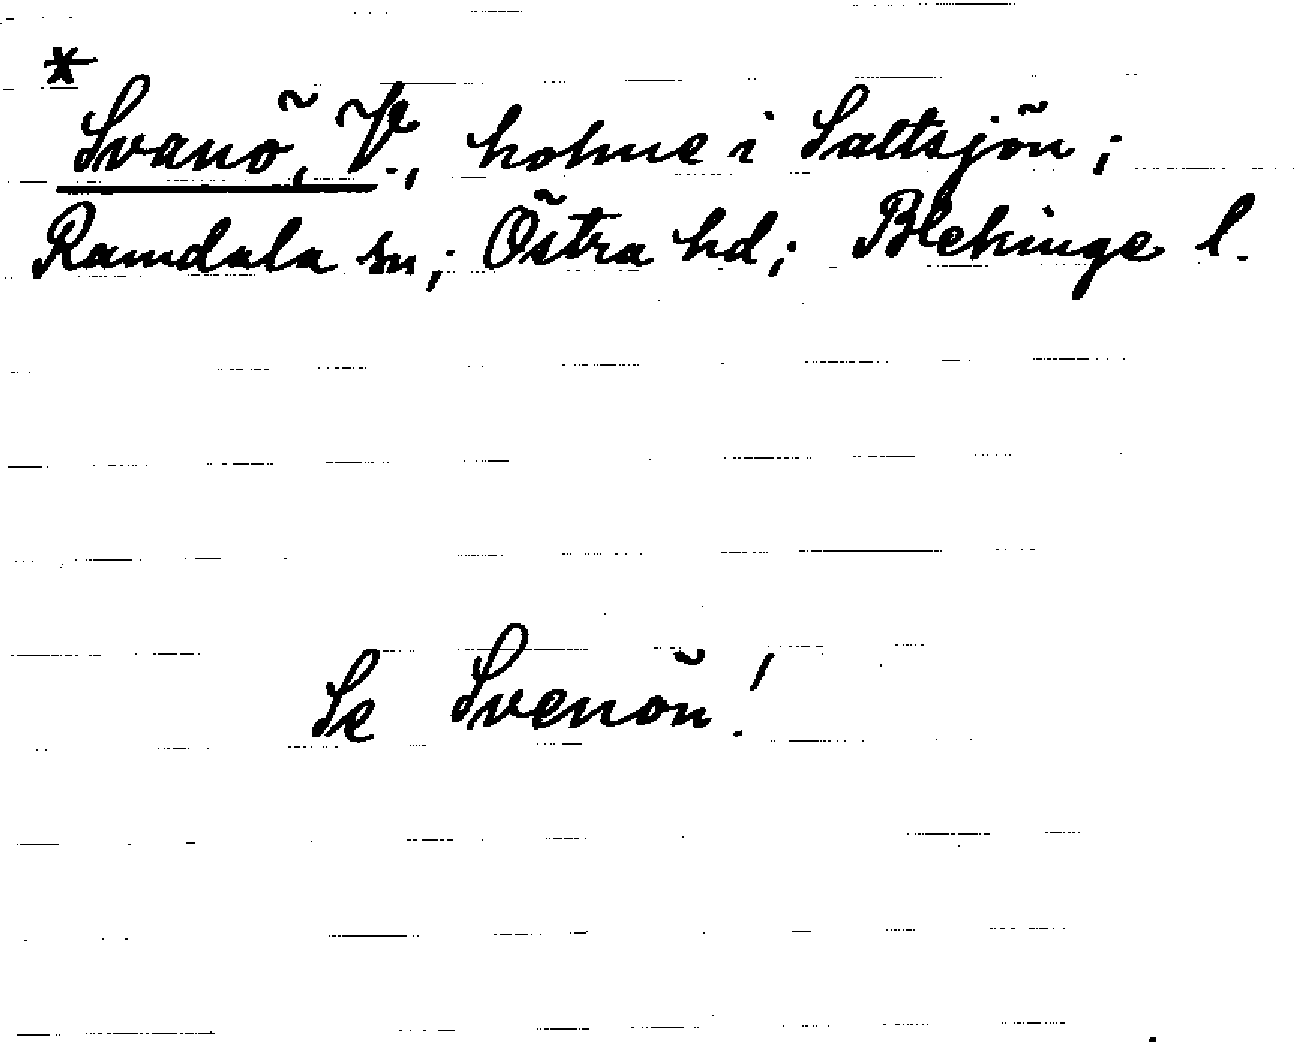 *
Svanö, V., holme i Saltsjön;
Ramdala sn; Östra hd; Blekinge l.
Se Svenön!